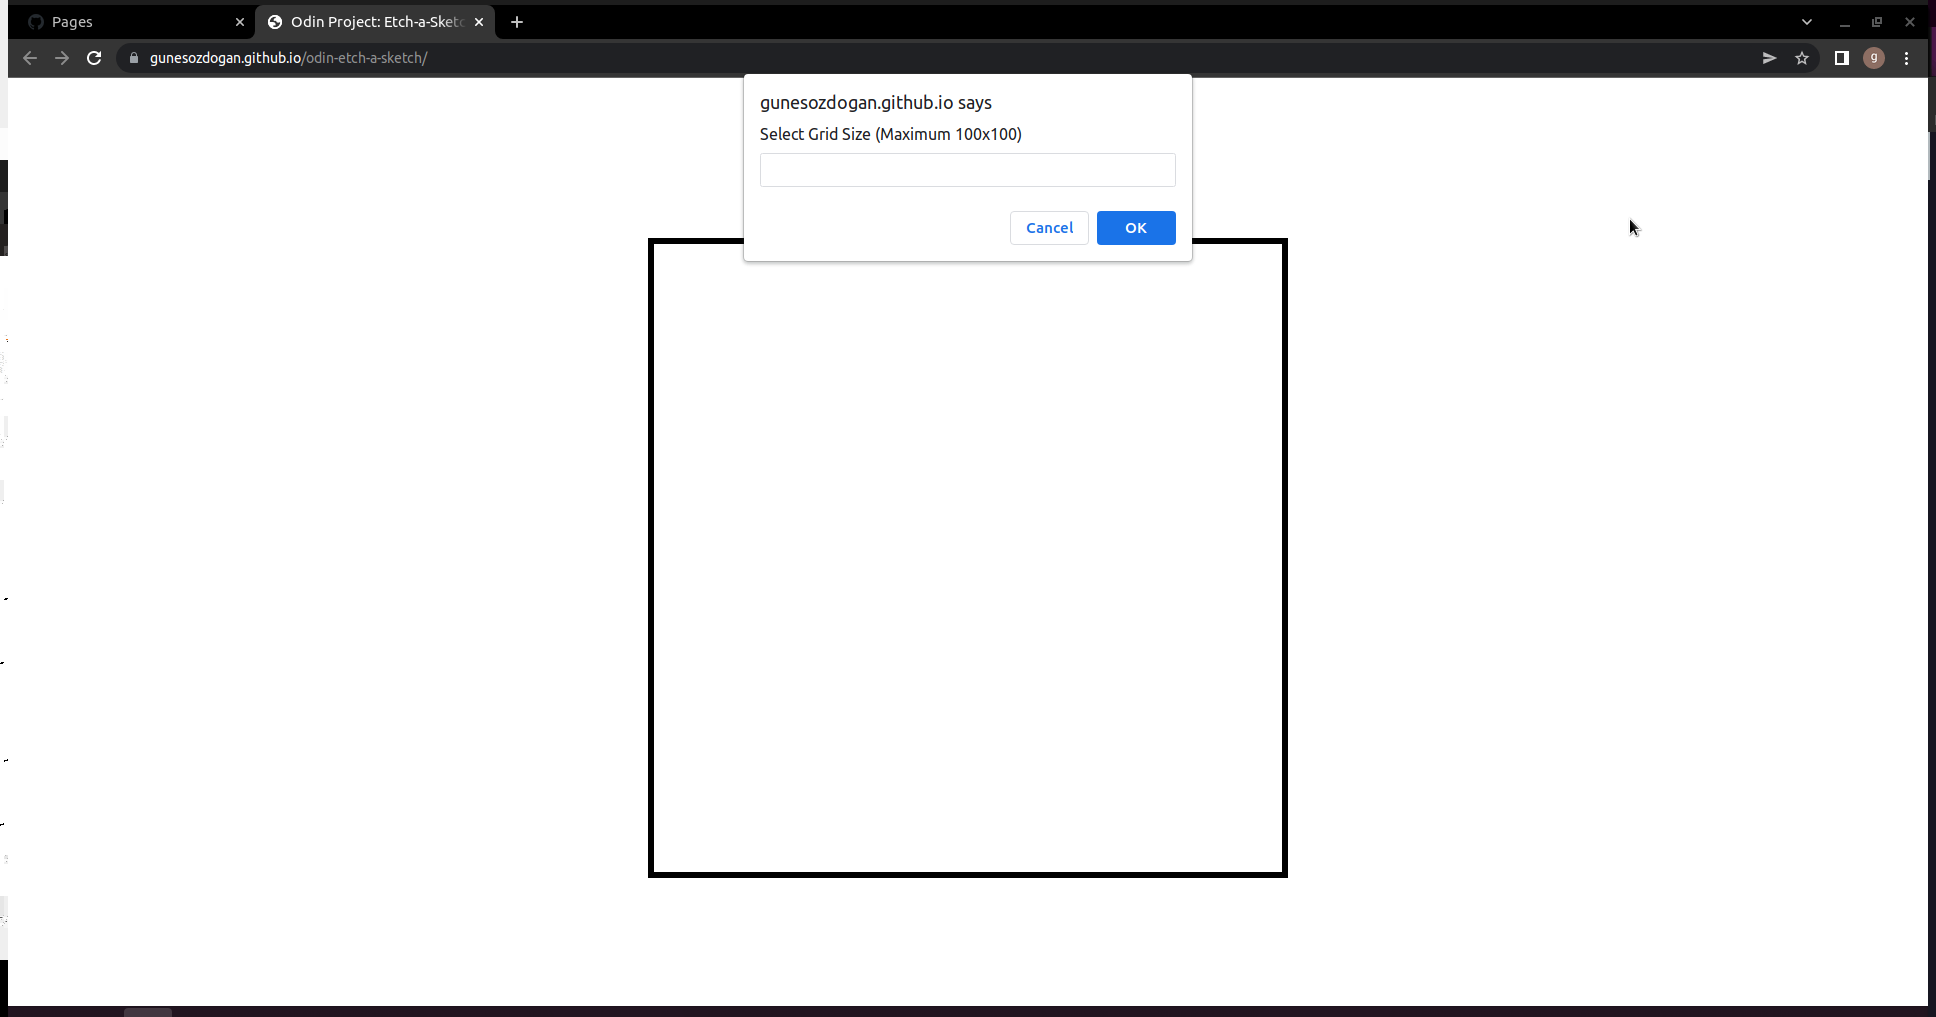 Pages
Odin Project: Etch-a-Sketc
gunesozdogan.github.io/odin-etch-a-sketch/
g
gunesozdogan.github.io says
Select Grid Size (Maximum 100x100)
Cancel
OK